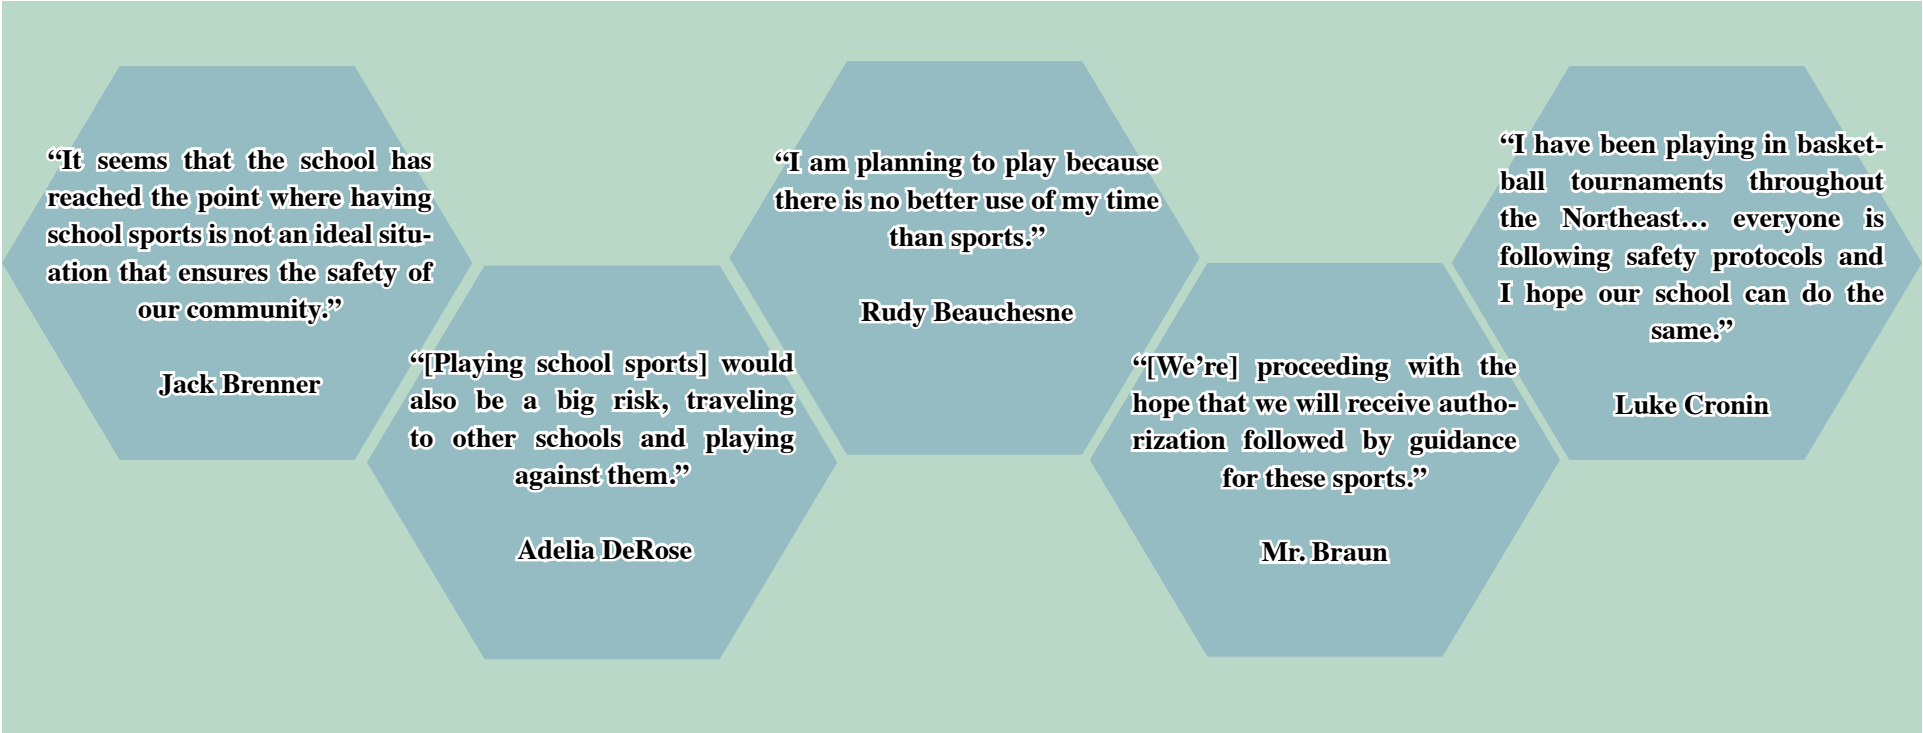 “It seems that the school has
reached the point where having
school sports is not an ideal situ-
ation that ensures the safety of
our community.”
Jack Brenner
“[Playing school sports] would
also be a big risk, traveling
to other schools and playing
against them.”
Adelia DeRose
“I am planning to play because
there is no better use of my time
than sports.”
Rudy Beauchesne
“[We’re] proceeding with the
hope that we will receive autho-
rization followed by guidance
for these sports.”
Mr. Braun
“I have been playing in basket-
ball tournaments throughout
the Northeast... everyone is
following safety protocols and
I hope our school can do the
same.”
Luke Cronin